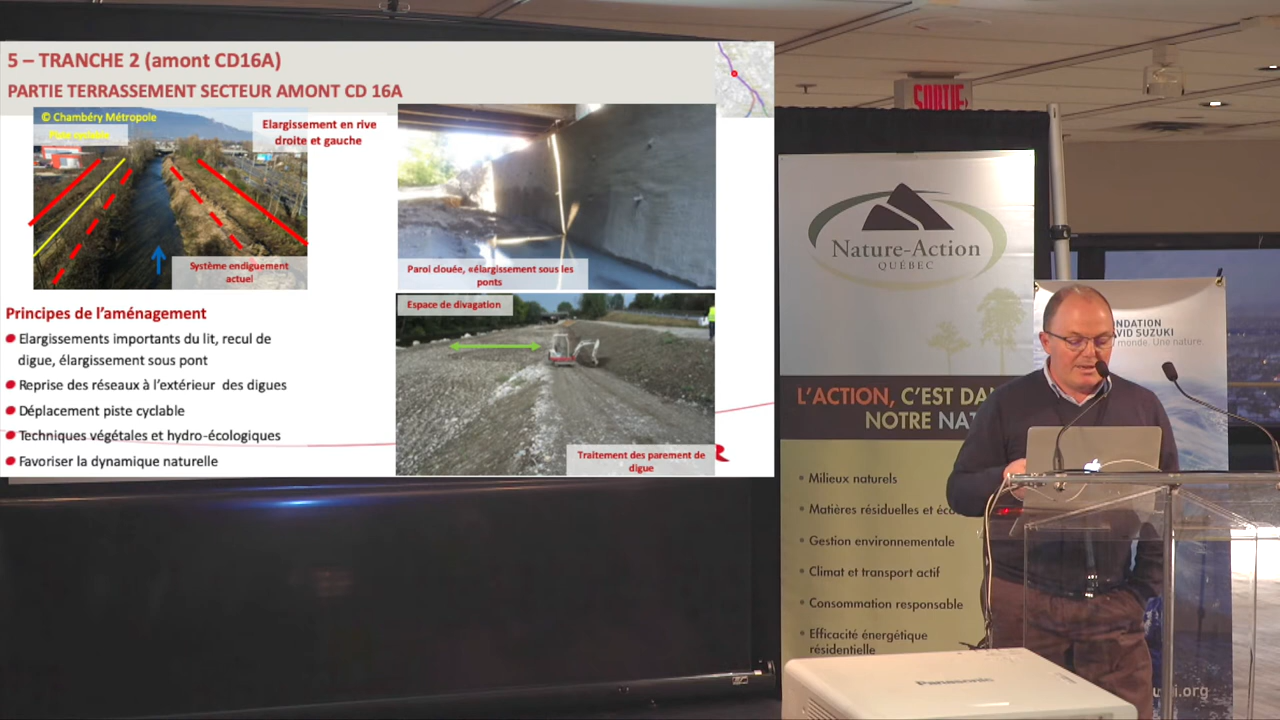 5 – TRANCHE 2 (amont CD16A)
PARTIE TERRASSEMENT SECTEUR AMONT CD 16A
© Chambéry Métropole
Piste cyclable
Elargissement en rive
droite et gauche
Système endiguement
actuel
Paroi clouée, «élargissement sous les
ponts
Espace de divagation
Traitement des parement de
digue
Principes de l'aménagement
Elargissements importants du lit, recul de
digue, élargissement sous pont
Reprise des réseaux à l'extérieur des digues
Déplacement piste cyclable
Techniques végétales et hydro-écologiques
Favoriser la dynamique naturelle
SORTIE
Nature-Action
QUÉBEC
L'ACTION, C'EST DA
NOTRE NAT
• Milieux naturels
• Matières résiduelles et éco
• Gestion environnementale
• Climat et transport actif
• Consommation responsable
• Efficacité énergétique
résidentielle
ONDATION
AVID SUZUKI
monde. Une nature.
i.org
Panasonic